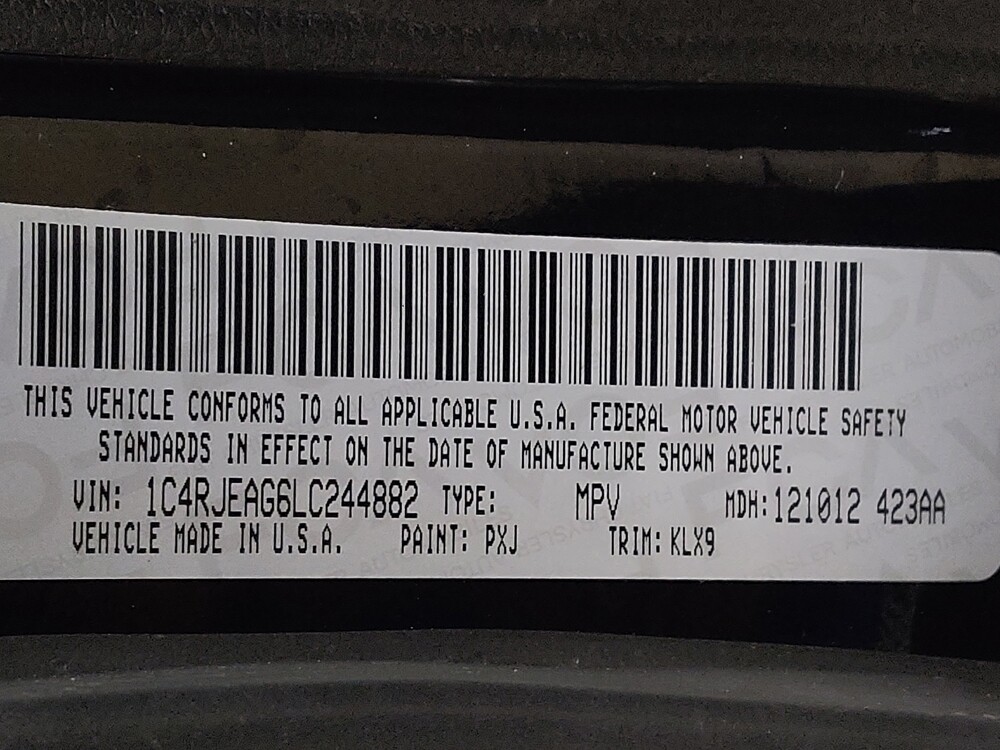 THIS VEHICLE CONFORMS TO ALL APPLICABLE U.S.A. FEDERAL MOTOR VEHICLE SAFETY
STANDARDS IN EFFECT ON THE DATE OF MANUFACTURE SHOWN ABOVE.
VIN: 1C4RJEAG6LC244882 TYPE: MPV MDH: 121012 423AA
VEHICLE MADE IN U.S.A. PAINT: PXJ TRIM: KLX9